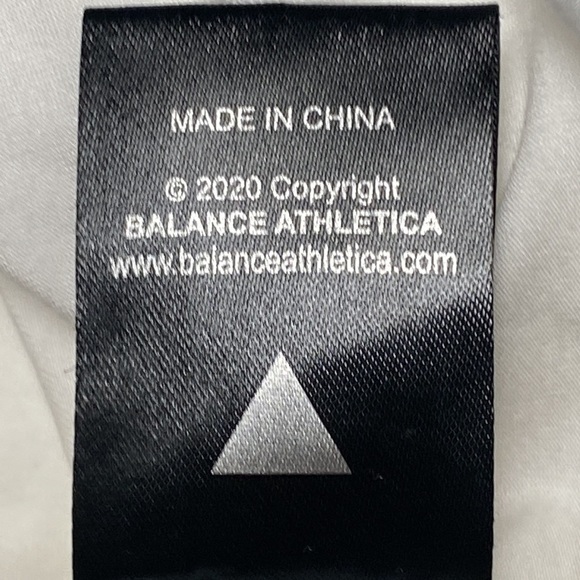 MADE IN CHINA
© 2020 Copyright
BALANCE ATHLETICA
www.balanceathletica.com